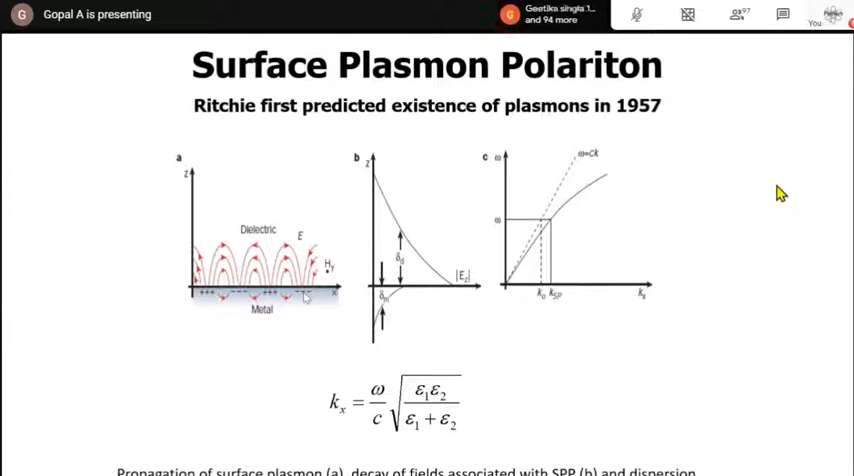 G Gopal A is presenting
G Geetika singla 1...
and 94 more
97
You
Surface Plasmon Polariton
Ritchie first predicted existence of plasmons in 1957
a
z
Dielectric
E
Hy
+++ --- +++ --- x
Metal
b
z
δd
|Ez|
δm
c
ω
ω=ck
ω
k0 kSP kx
kx = ω/c √(ε1ε2/(ε1 + ε2))
Propagation of surface plasmon (a), decay of fields associated with SPP (b) and dispersion